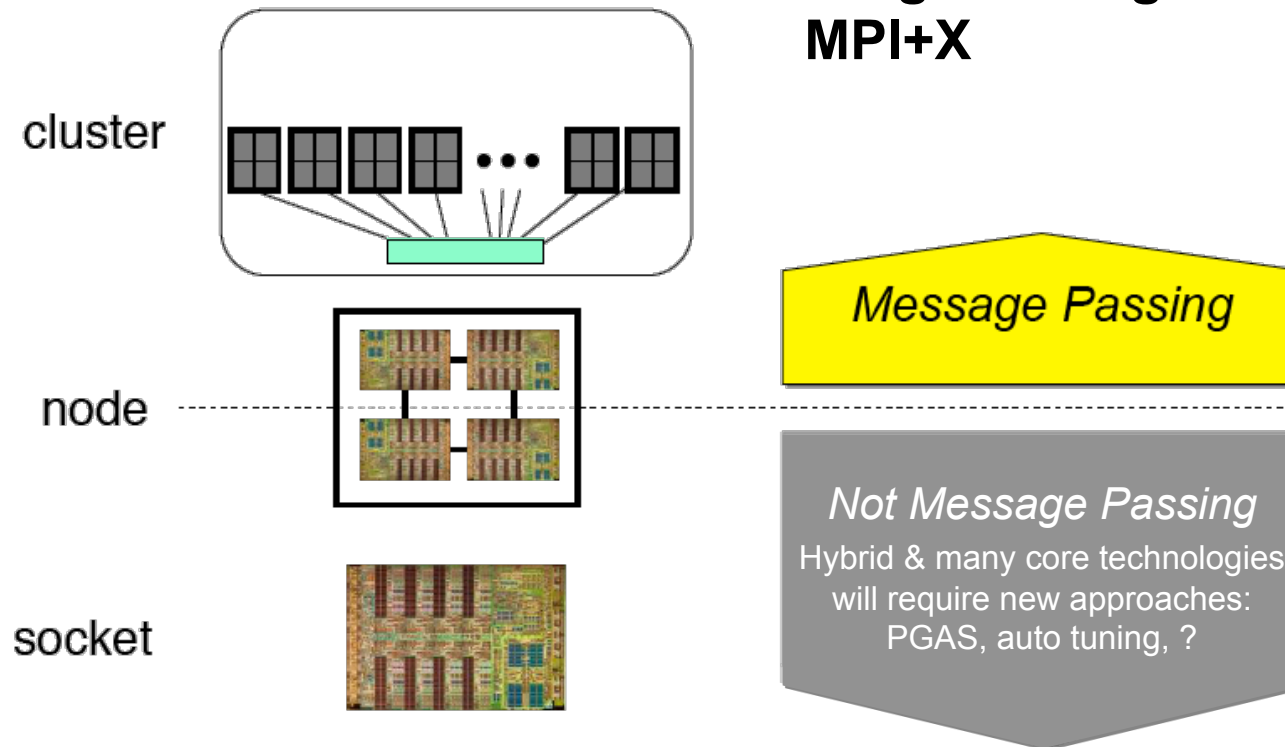 MPI+X
cluster
Message Passing
node
Not Message Passing
Hybrid & many core technologies
will require new approaches:
PGAS, auto tuning, ?
socket